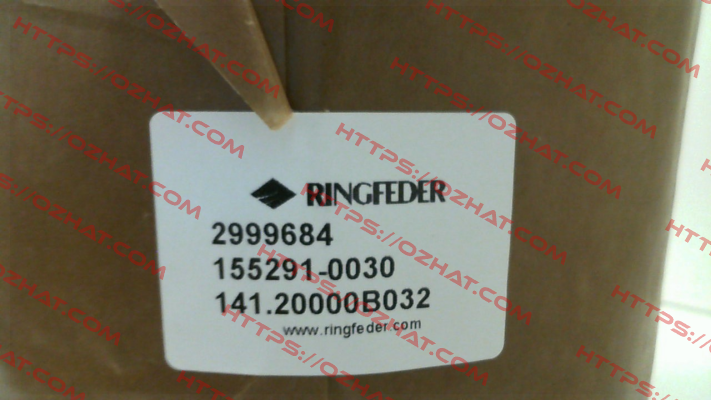 RINGFEDER
2999684
155291-0030
141.20000B032
www.ringfeder.com
HTTPS://OZHAT.COM